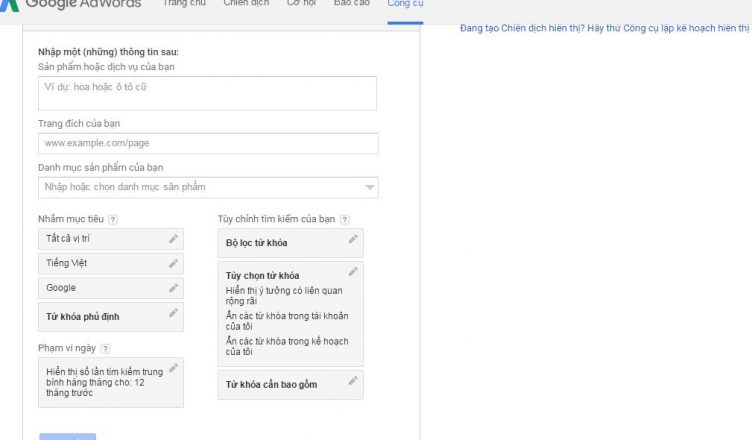 Google AdWords Trang chủ Chiến dịch Cơ hội Báo cáo Công cụ
Đang tạo Chiến dịch hiển thị? Hãy thử Công cụ lập kế hoạch hiển thị
Nhập một (những) thông tin sau:
Sản phẩm hoặc dịch vụ của bạn
Ví dụ: hoa hoặc ô tô cũ
Trang đích của bạn
www.example.com/page
Danh mục sản phẩm của bạn
Nhập hoặc chọn danh mục sản phẩm
Nhắm mục tiêu ?
Tất cả vị trí
Tiếng Việt
Google
Từ khóa phủ định
Phạm vi ngày ?
Hiển thị số lần tìm kiếm trung
bình hàng tháng cho: 12
tháng trước
Tùy chỉnh tìm kiếm của bạn ?
Bộ lọc từ khóa
Tùy chọn từ khóa
Hiển thị ý tưởng có liên quan
rộng rãi
Ẩn các từ khóa trong tài khoản
của tôi
Ẩn các từ khóa trong kế hoạch
của tôi
Từ khóa cần bao gồm